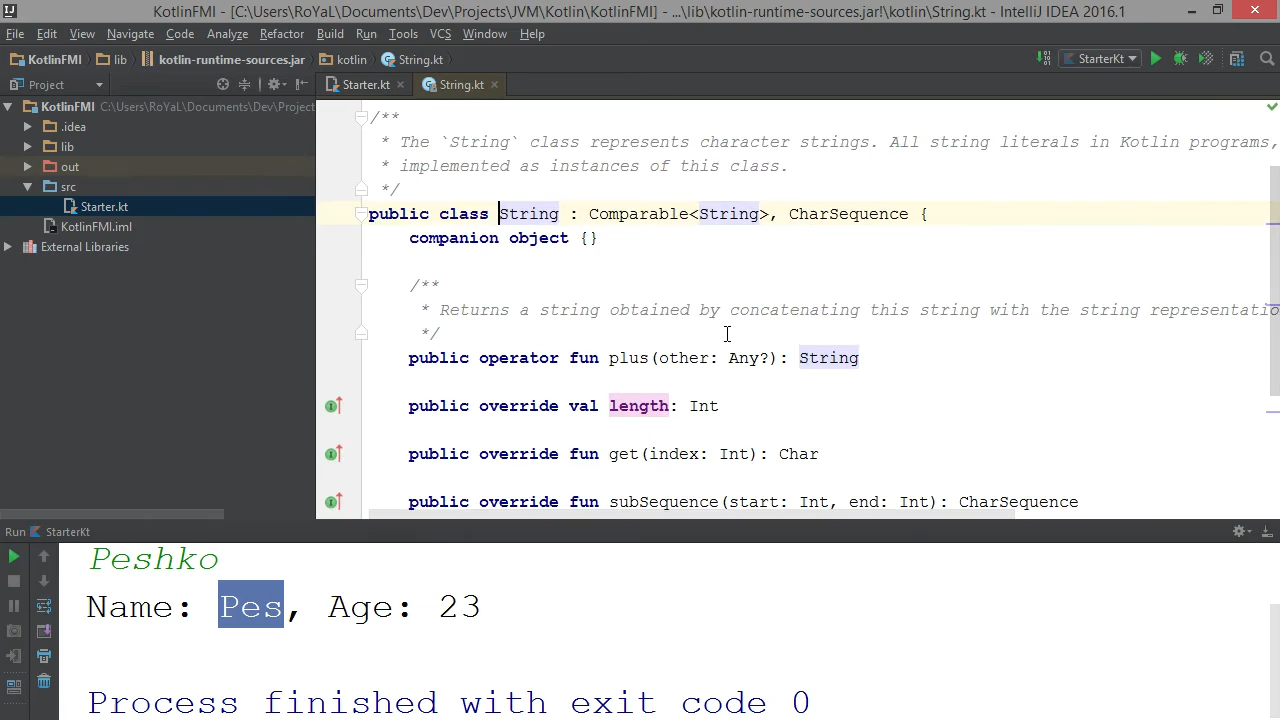 KotlinFMI - [C:\Users\RoYaL\Documents\Dev\Projects\JVM\Kotlin\KotlinFMI] - ...\lib\kotlin-runtime-sources.jar!\kotlin\String.kt - IntelliJ IDEA 2016.1
File Edit View Navigate Code Analyze Refactor Build Run Tools VCS Window Help
KotlinFMI lib kotlin-runtime-sources.jar kotlin String.kt StarterKt
Project Starter.kt String.kt
KotlinFMI C:\Users\RoYaL\Documents\Dev\Project
.idea
lib
out
src
Starter.kt
KotlinFMI.iml
External Libraries
/**
* The `String` class represents character strings. All string literals in Kotlin programs,
* implemented as instances of this class.
*/
public class String : Comparable<String>, CharSequence {
companion object {}
/**
* Returns a string obtained by concatenating this string with the string representatio
*/
public operator fun plus(other: Any?): String
public override val length: Int
public override fun get(index: Int): Char
public override fun subSequence(start: Int, end: Int): CharSequence
Run StarterKt
Peshko
Name: Pes, Age: 23
Process finished with exit code 0